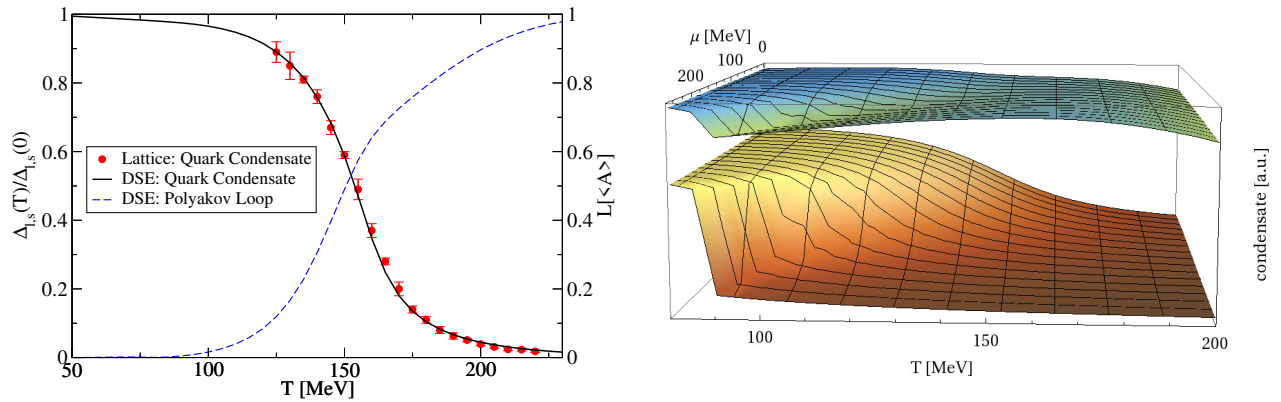 1
0.8
0.6
0.4
0.2
0
Δl,s(T)/Δl,s(0)
Lattice: Quark Condensate
DSE: Quark Condensate
DSE: Polyakov Loop
1
0.8
0.6
0.4
0.2
0
L[<A>]
50
100
150
200
T [MeV]
μ [MeV]
0
100
200
condensate [a.u.]
100
150
200
T [MeV]